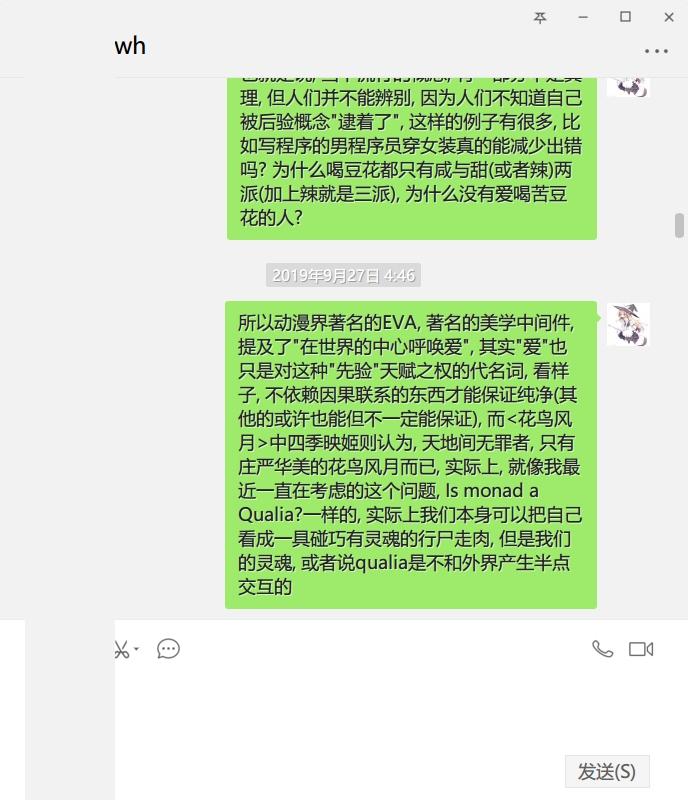 wh
理, 但人们并不能辨别, 因为人们不知道自己
被后验概念"逮着了", 这样的例子有很多, 比
如写程序的男程序员穿女装真的能减少出错
吗? 为什么喝豆花都只有咸与甜(或者辣)两
派(加上辣就是三派), 为什么没有爱喝苦豆
花的人?
2019年9月27日 4:46
所以动漫界著名的EVA, 著名的美学中间件,
提及了"在世界的中心呼唤爱", 其实"爱"也
只是对这种"先验"天赋之权的代名词, 看样
子, 不依赖因果联系的东西才能保证纯净(其
他的或许也能但不一定能保证), 而<花鸟风
月>中四季映姬则认为, 天地间无罪者, 只有
庄严华美的花鸟风月而已, 实际上, 就像我最
近一直在考虑的这个问题, Is monad a
Qualia?一样的, 实际上我们本身可以把自己
看成一具碰巧有灵魂的行尸走肉, 但是我们
的灵魂, 或者说qualia是不和外界产生半点
交互的
发送(S)